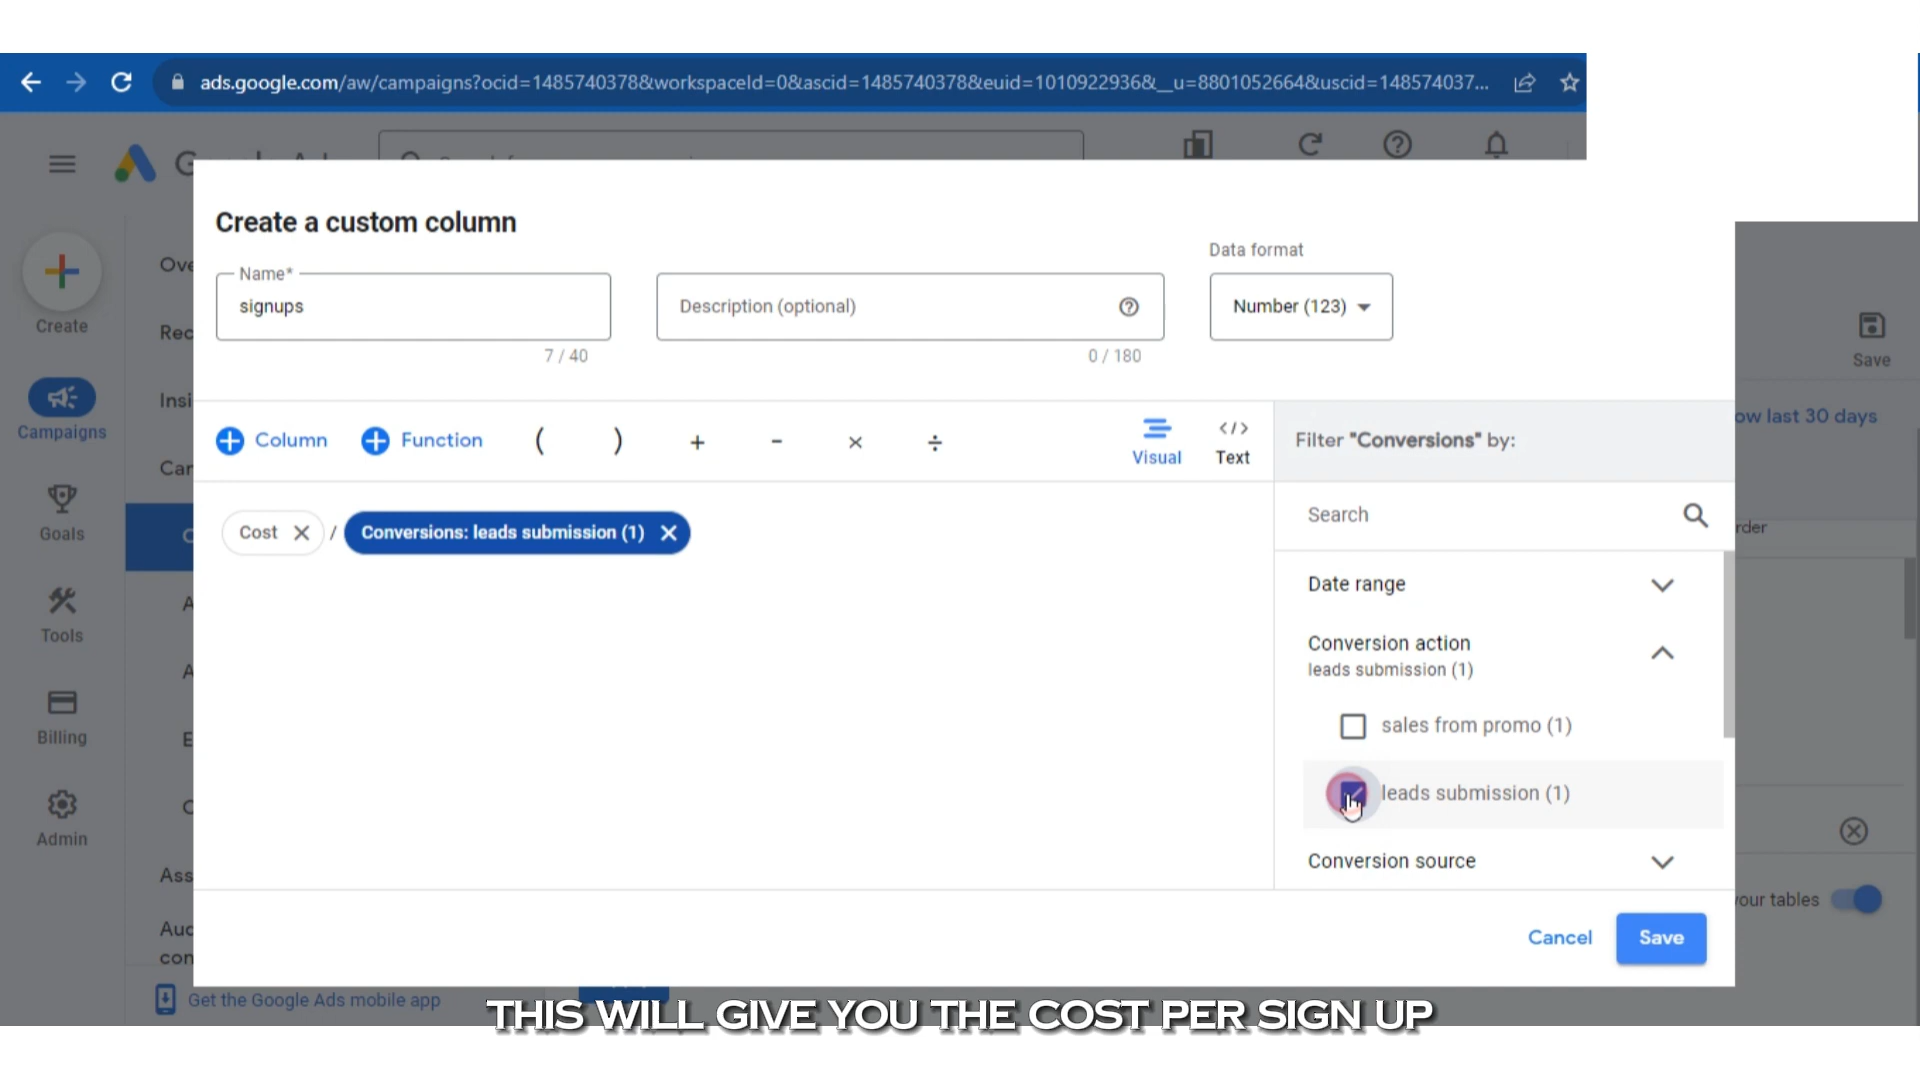 ads.google.com/aw/campaigns?ocid=1485740378&workspaceId=0&ascid=1485740378&euid=1010922936&__u=8801052664&uscid=148574037...
Create a custom column
Name*
signups
7 / 40
Description (optional)
0 / 180
Data format
Number (123)
Create
Campaigns
Goals
Tools
Billing
Admin
Ove
Rec
Insi
Car
C
A
A
E
C
Ass
Auc
con
Save
ow last 30 days
rder
your tables
Column
Function
( ) + - × ÷
Visual
Text
Filter "Conversions" by:
Cost / Conversions: leads submission (1)
Search
Date range
Conversion action
leads submission (1)
sales from promo (1)
leads submission (1)
Conversion source
Cancel
Save
Get the Google Ads mobile app
THIS WILL GIVE YOU THE COST PER SIGN UP